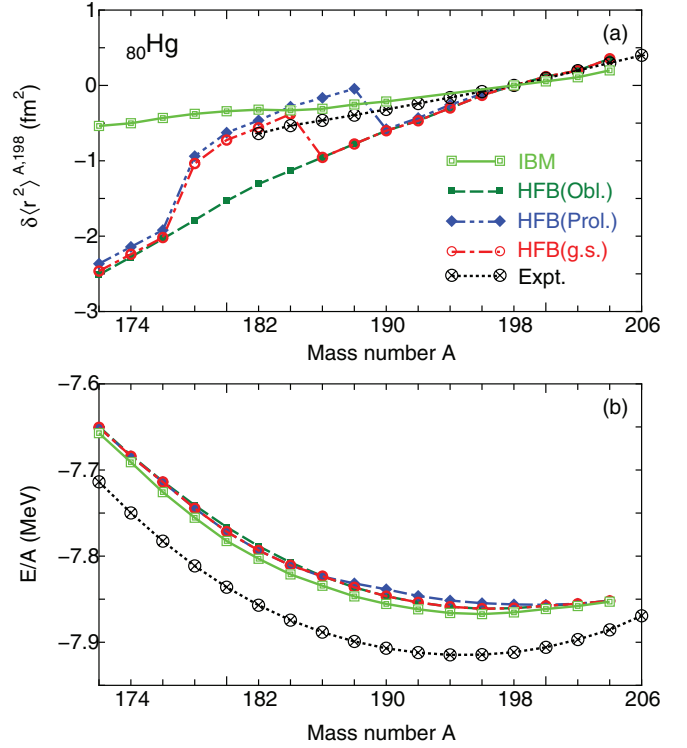 1
(a)
₈₀Hg
0
−1
−2
−3
δ⟨r²⟩ᴬ,¹⁹⁸ (fm²)
IBM
HFB(Obl.)
HFB(Prol.)
HFB(g.s.)
Expt.
174 182 190 198 206
Mass number A
−7.6
(b)
−7.7
−7.8
−7.9
E/A (MeV)
174 182 190 198 206
Mass number A